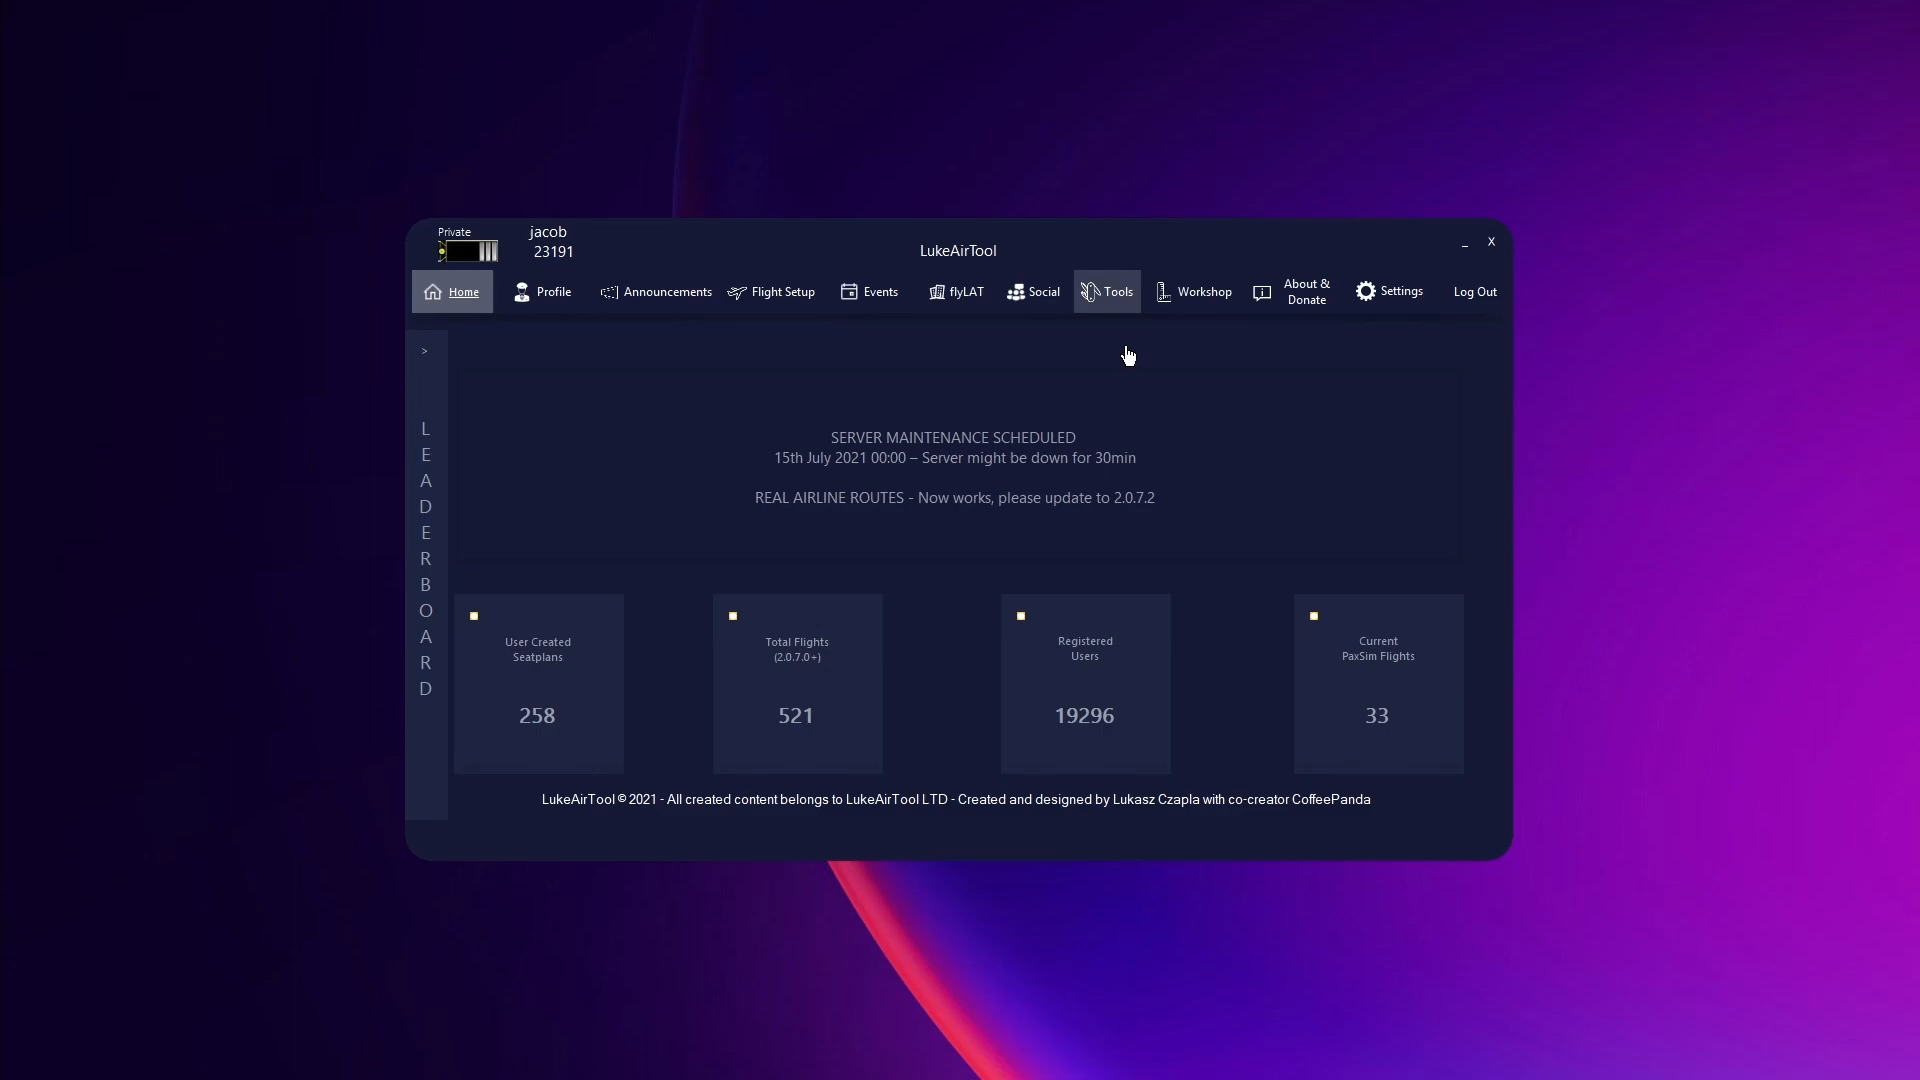 Private
jacob
23191
LukeAirTool
_ X
Home
Profile
Announcements
Flight Setup
Events
flyLAT
Social
Tools
Workshop
About &
Donate
Settings
Log Out
>
L
E
A
D
E
R
B
O
A
R
D
SERVER MAINTENANCE SCHEDULED
15th July 2021 00:00 – Server might be down for 30min
REAL AIRLINE ROUTES - Now works, please update to 2.0.7.2
User Created
Seatplans
258
Total Flights
(2.0.7.0+)
521
Registered
Users
19296
Current
PaxSim Flights
33
LukeAirTool © 2021 - All created content belongs to LukeAirTool LTD - Created and designed by Lukasz Czapla with co-creator CoffeePanda